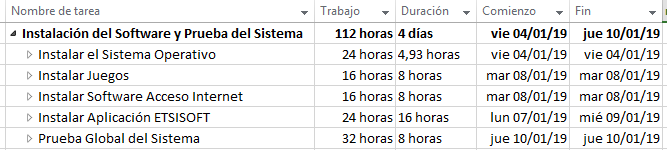 Nombre de tarea Trabajo Duración Comienzo Fin
Instalación del Software y Prueba del Sistema 112 horas 4 días vie 04/01/19 jue 10/01/19
Instalar el Sistema Operativo 24 horas 4,93 horas vie 04/01/19 vie 04/01/19
Instalar Juegos 16 horas 8 horas mar 08/01/19 mar 08/01/19
Instalar Software Acceso Internet 16 horas 8 horas mar 08/01/19 mar 08/01/19
Instalar Aplicación ETSISOFT 24 horas 16 horas lun 07/01/19 mié 09/01/19
Prueba Global del Sistema 32 horas 8 horas jue 10/01/19 jue 10/01/19